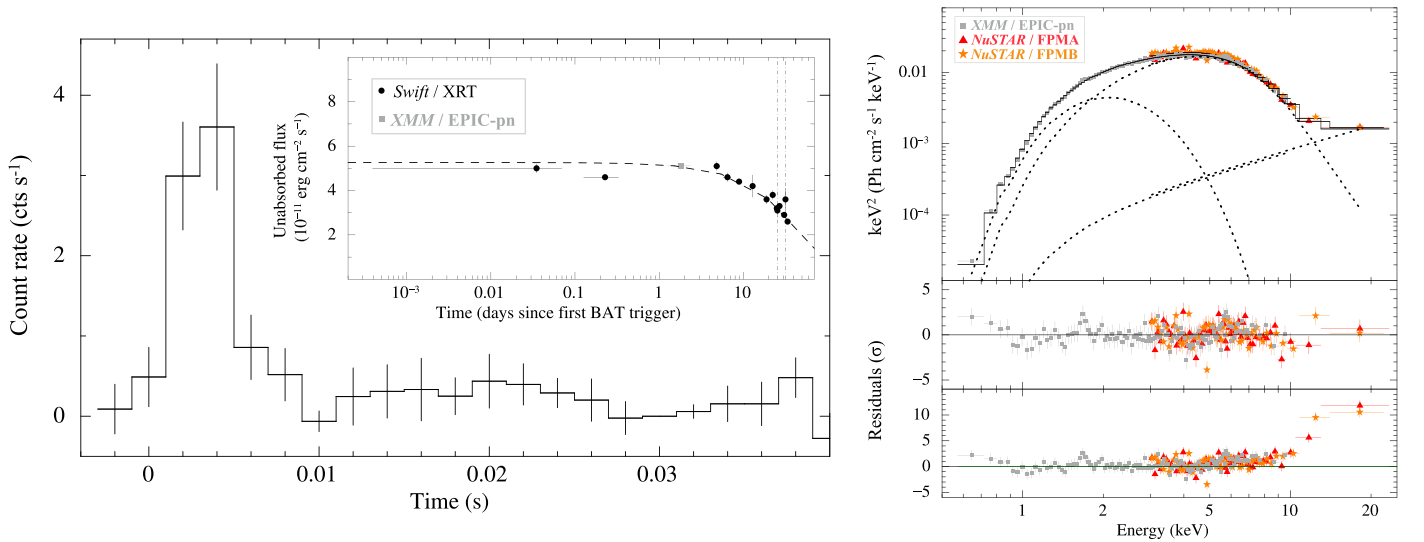 Count rate (cts s⁻¹)
4
2
0
0
0.01
0.02
0.03
Time (s)
Swift / XRT
XMM / EPIC-pn
Unabsorbed flux
(10⁻¹¹ erg cm⁻² s⁻¹)
8
6
4
2
10⁻³
0.01
0.1
1
10
Time (days since first BAT trigger)
XMM / EPIC-pn
NuSTAR / FPMA
NuSTAR / FPMB
keV² (Ph cm⁻² s⁻¹ keV⁻¹)
0.01
10⁻³
10⁻⁴
Residuals (σ)
5
0
−5
10
5
0
−5
1
2
5
10
20
Energy (keV)